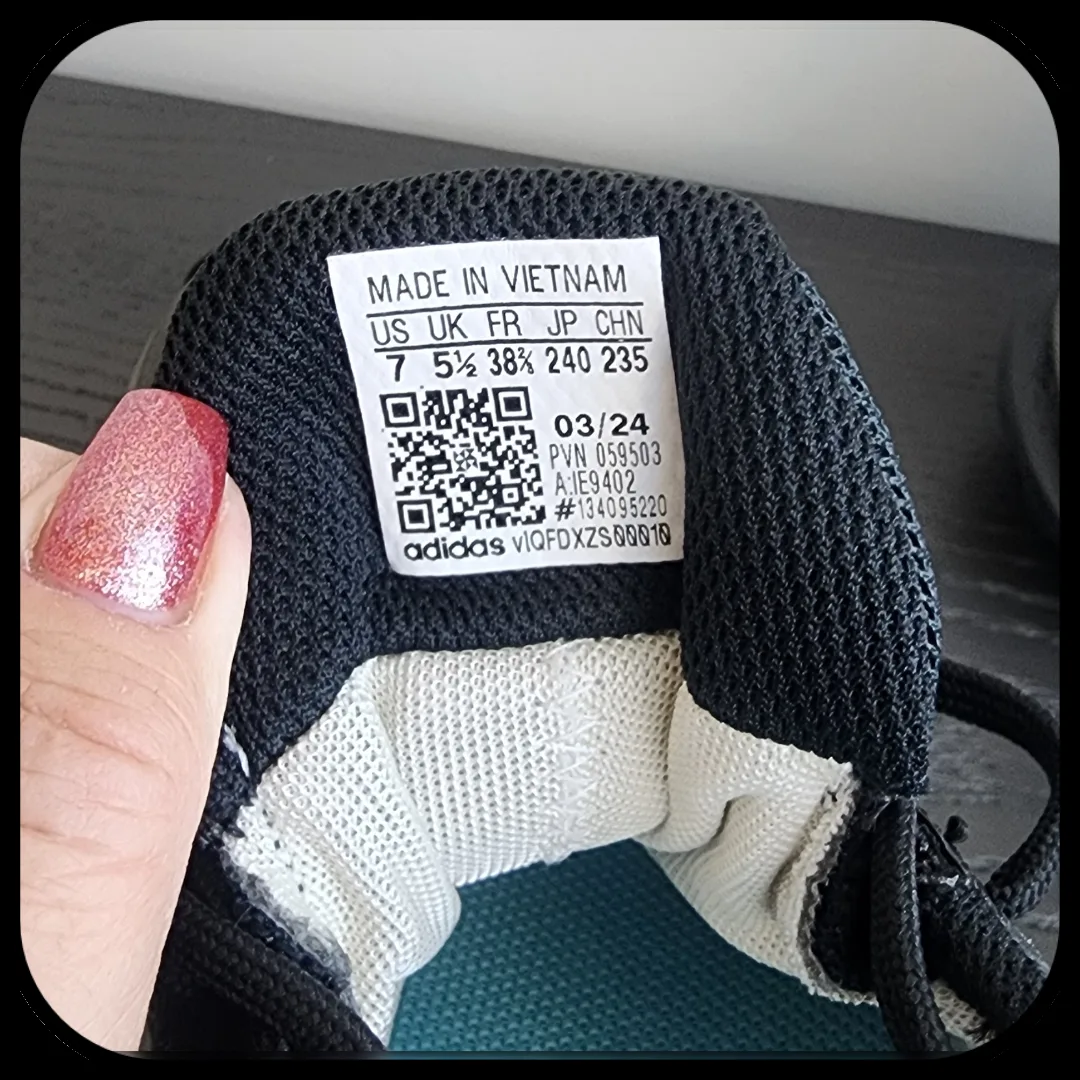 MADE IN VIETNAM
US UK FR JP CHN
7 5½ 38⅔ 240 235
03/24
PVN 059503
A:IE9402
#134095220
adidas VIQFDXZS00010